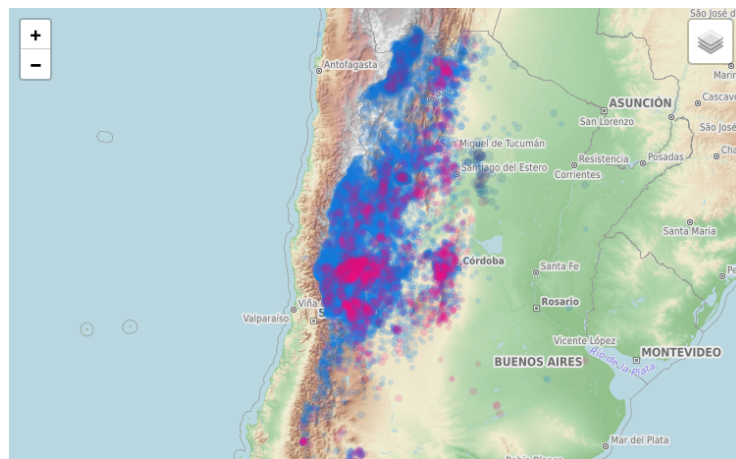 +
−
São José d
Antofagasta
Marin
Cascave
ASUNCIÓN
San Lorenzo
São José
San Miguel de Tucumán
Resistencia
Posadas
Santiago del Estero
Corrientes
Santa Maria
Córdoba
Santa Fe
Viña
Rosario
Valparaíso
Vicente López
MONTEVIDEO
BUENOS AIRES
Río de la Plata
Mar del Plata